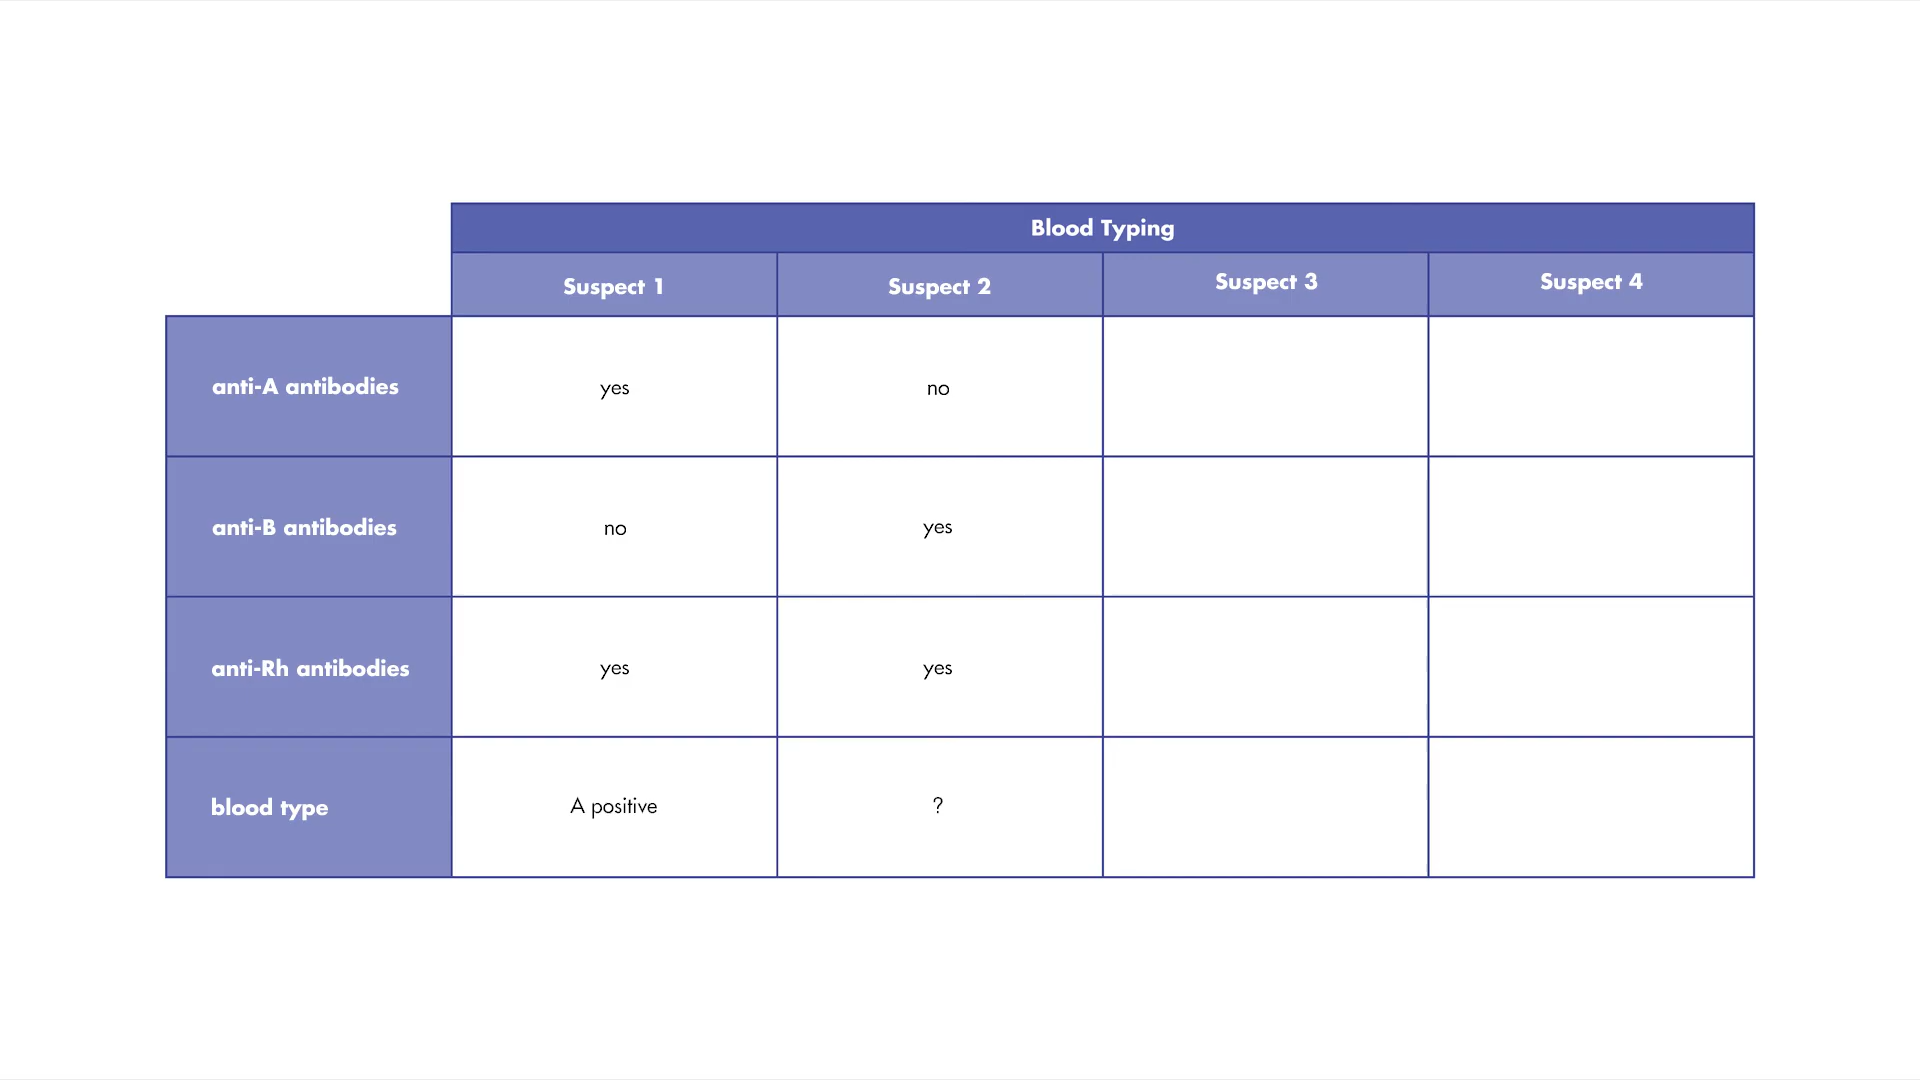 Blood Typing
Suspect 1 Suspect 2 Suspect 3 Suspect 4
anti-A antibodies yes no
anti-B antibodies no yes
anti-Rh antibodies yes yes
blood type A positive ?